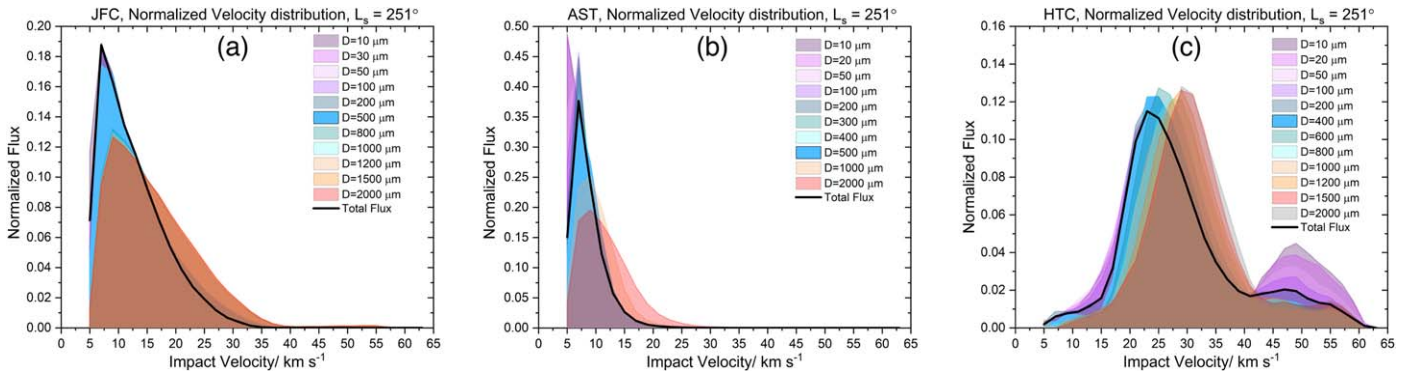 JFC, Normalized Velocity distribution, Lₛ = 251°
(a)
D=10 μm
D=30 μm
D=50 μm
D=100 μm
D=200 μm
D=500 μm
D=800 μm
D=1000 μm
D=1200 μm
D=1500 μm
D=2000 μm
Total Flux
Normalized Flux
0.20
0.18
0.16
0.14
0.12
0.10
0.08
0.06
0.04
0.02
0.00
0 5 10 15 20 25 30 35 40 45 50 55 60 65
Impact Velocity/ km s⁻¹
AST, Normalized Velocity distribution, Lₛ = 251°
(b)
D=10 μm
D=20 μm
D=50 μm
D=100 μm
D=200 μm
D=300 μm
D=400 μm
D=500 μm
D=1000 μm
D=2000 μm
Total Flux
Normalized Flux
0.50
0.45
0.40
0.35
0.30
0.25
0.20
0.15
0.10
0.05
0.00
0 5 10 15 20 25 30 35 40 45 50 55 60 65
Impact Velocity/ km s⁻¹
HTC, Normalized Velocity distribution, Lₛ = 251°
(c)
D=10 μm
D=20 μm
D=50 μm
D=100 μm
D=200 μm
D=400 μm
D=600 μm
D=800 μm
D=1000 μm
D=1200 μm
D=1500 μm
D=2000 μm
Total Flux
Normalized Flux
0.16
0.14
0.12
0.10
0.08
0.06
0.04
0.02
0.00
0 5 10 15 20 25 30 35 40 45 50 55 60 65
Impact Velocity/ km s⁻¹